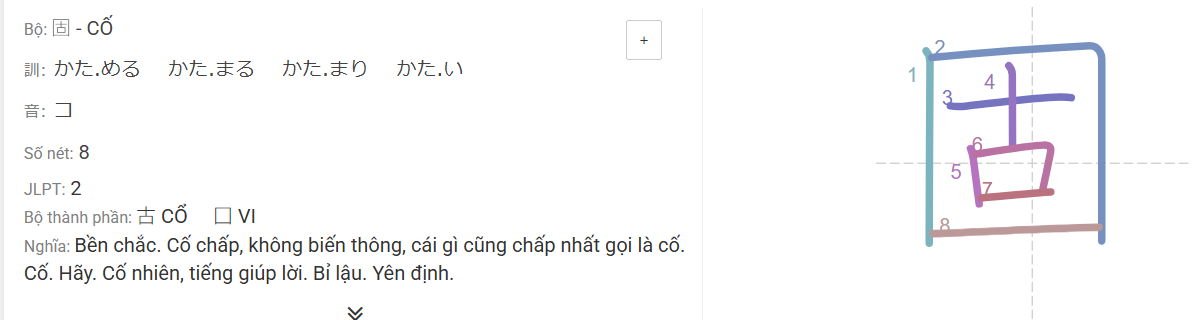 Bộ: 固 - CỐ
訓: かた.める かた.まる かた.まり かた.い
音: コ
Số nét: 8
JLPT: 2
Bộ thành phần: 古 CỔ 囗 VI
Nghĩa: Bền chắc. Cố chấp, không biến thông, cái gì cũng chấp nhất gọi là cố.
Cố. Hãy. Cố nhiên, tiếng giúp lời. Bỉ lậu. Yên định.
+
固
1
2
3
4
5
6
7
8